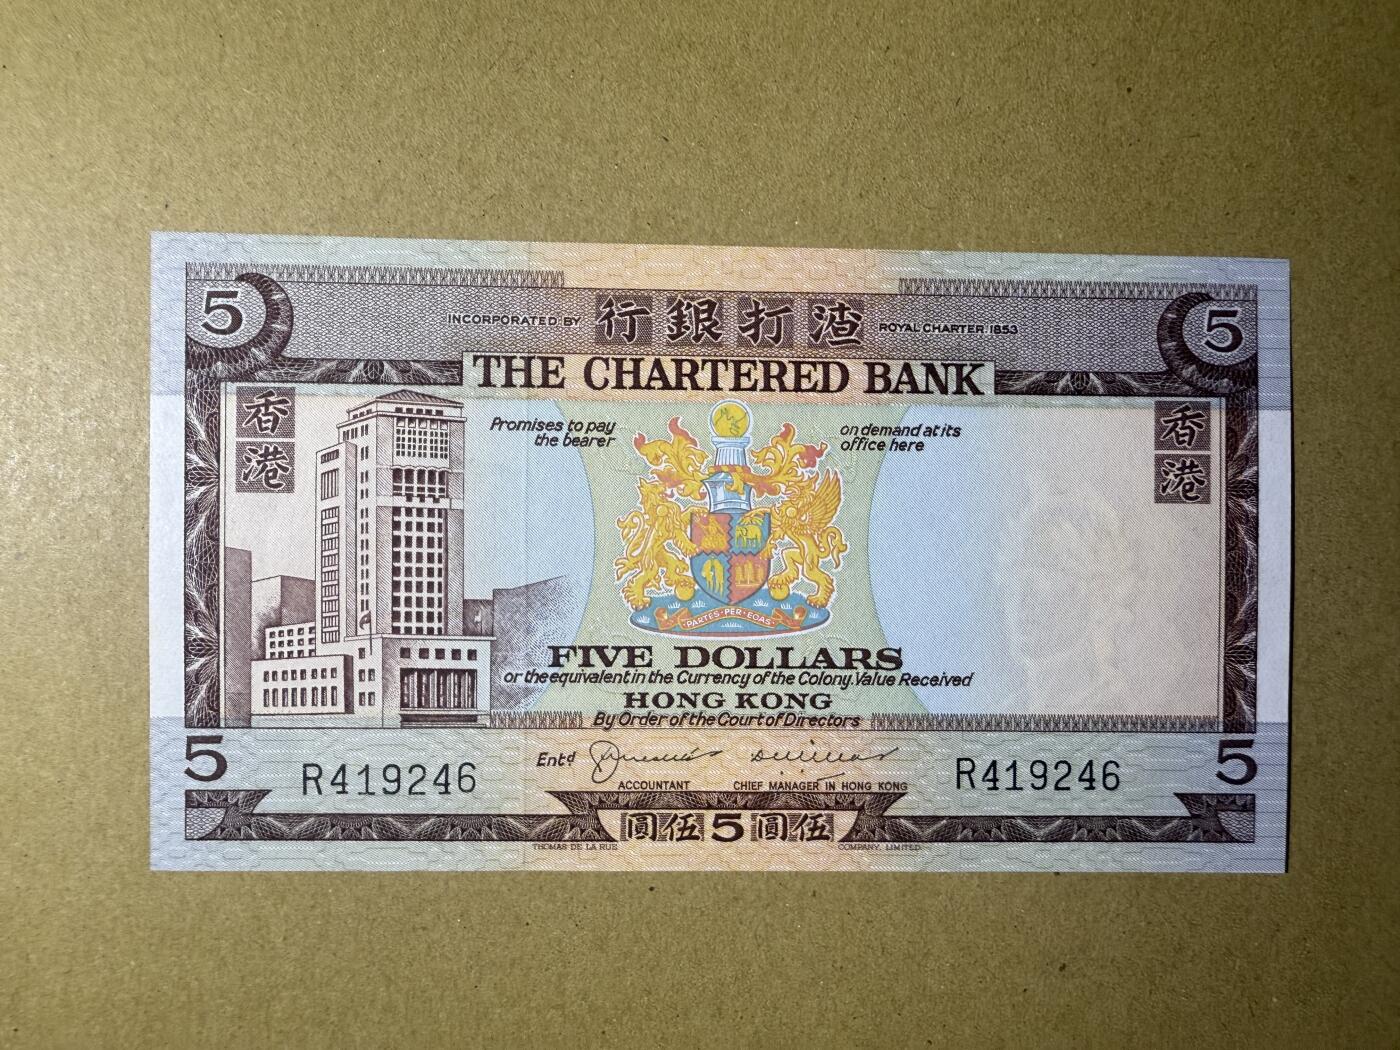 5 INCORPORATED BY 行銀打渣 ROYAL CHARTER 1853 5
THE CHARTERED BANK
香港
香港
Promises to pay
the bearer
on demand at its
office here
PARTES·PER·EOAS
FIVE DOLLARS
or the equivalent in the Currency of the Colony. Value Received
HONG KONG
By Order of the Court of Directors
5 R419246 Entd R419246 5
ACCOUNTANT CHIEF MANAGER IN HONG KONG
圓伍5圓伍
THOMAS DE LA RUE COMPANY, LIMITED